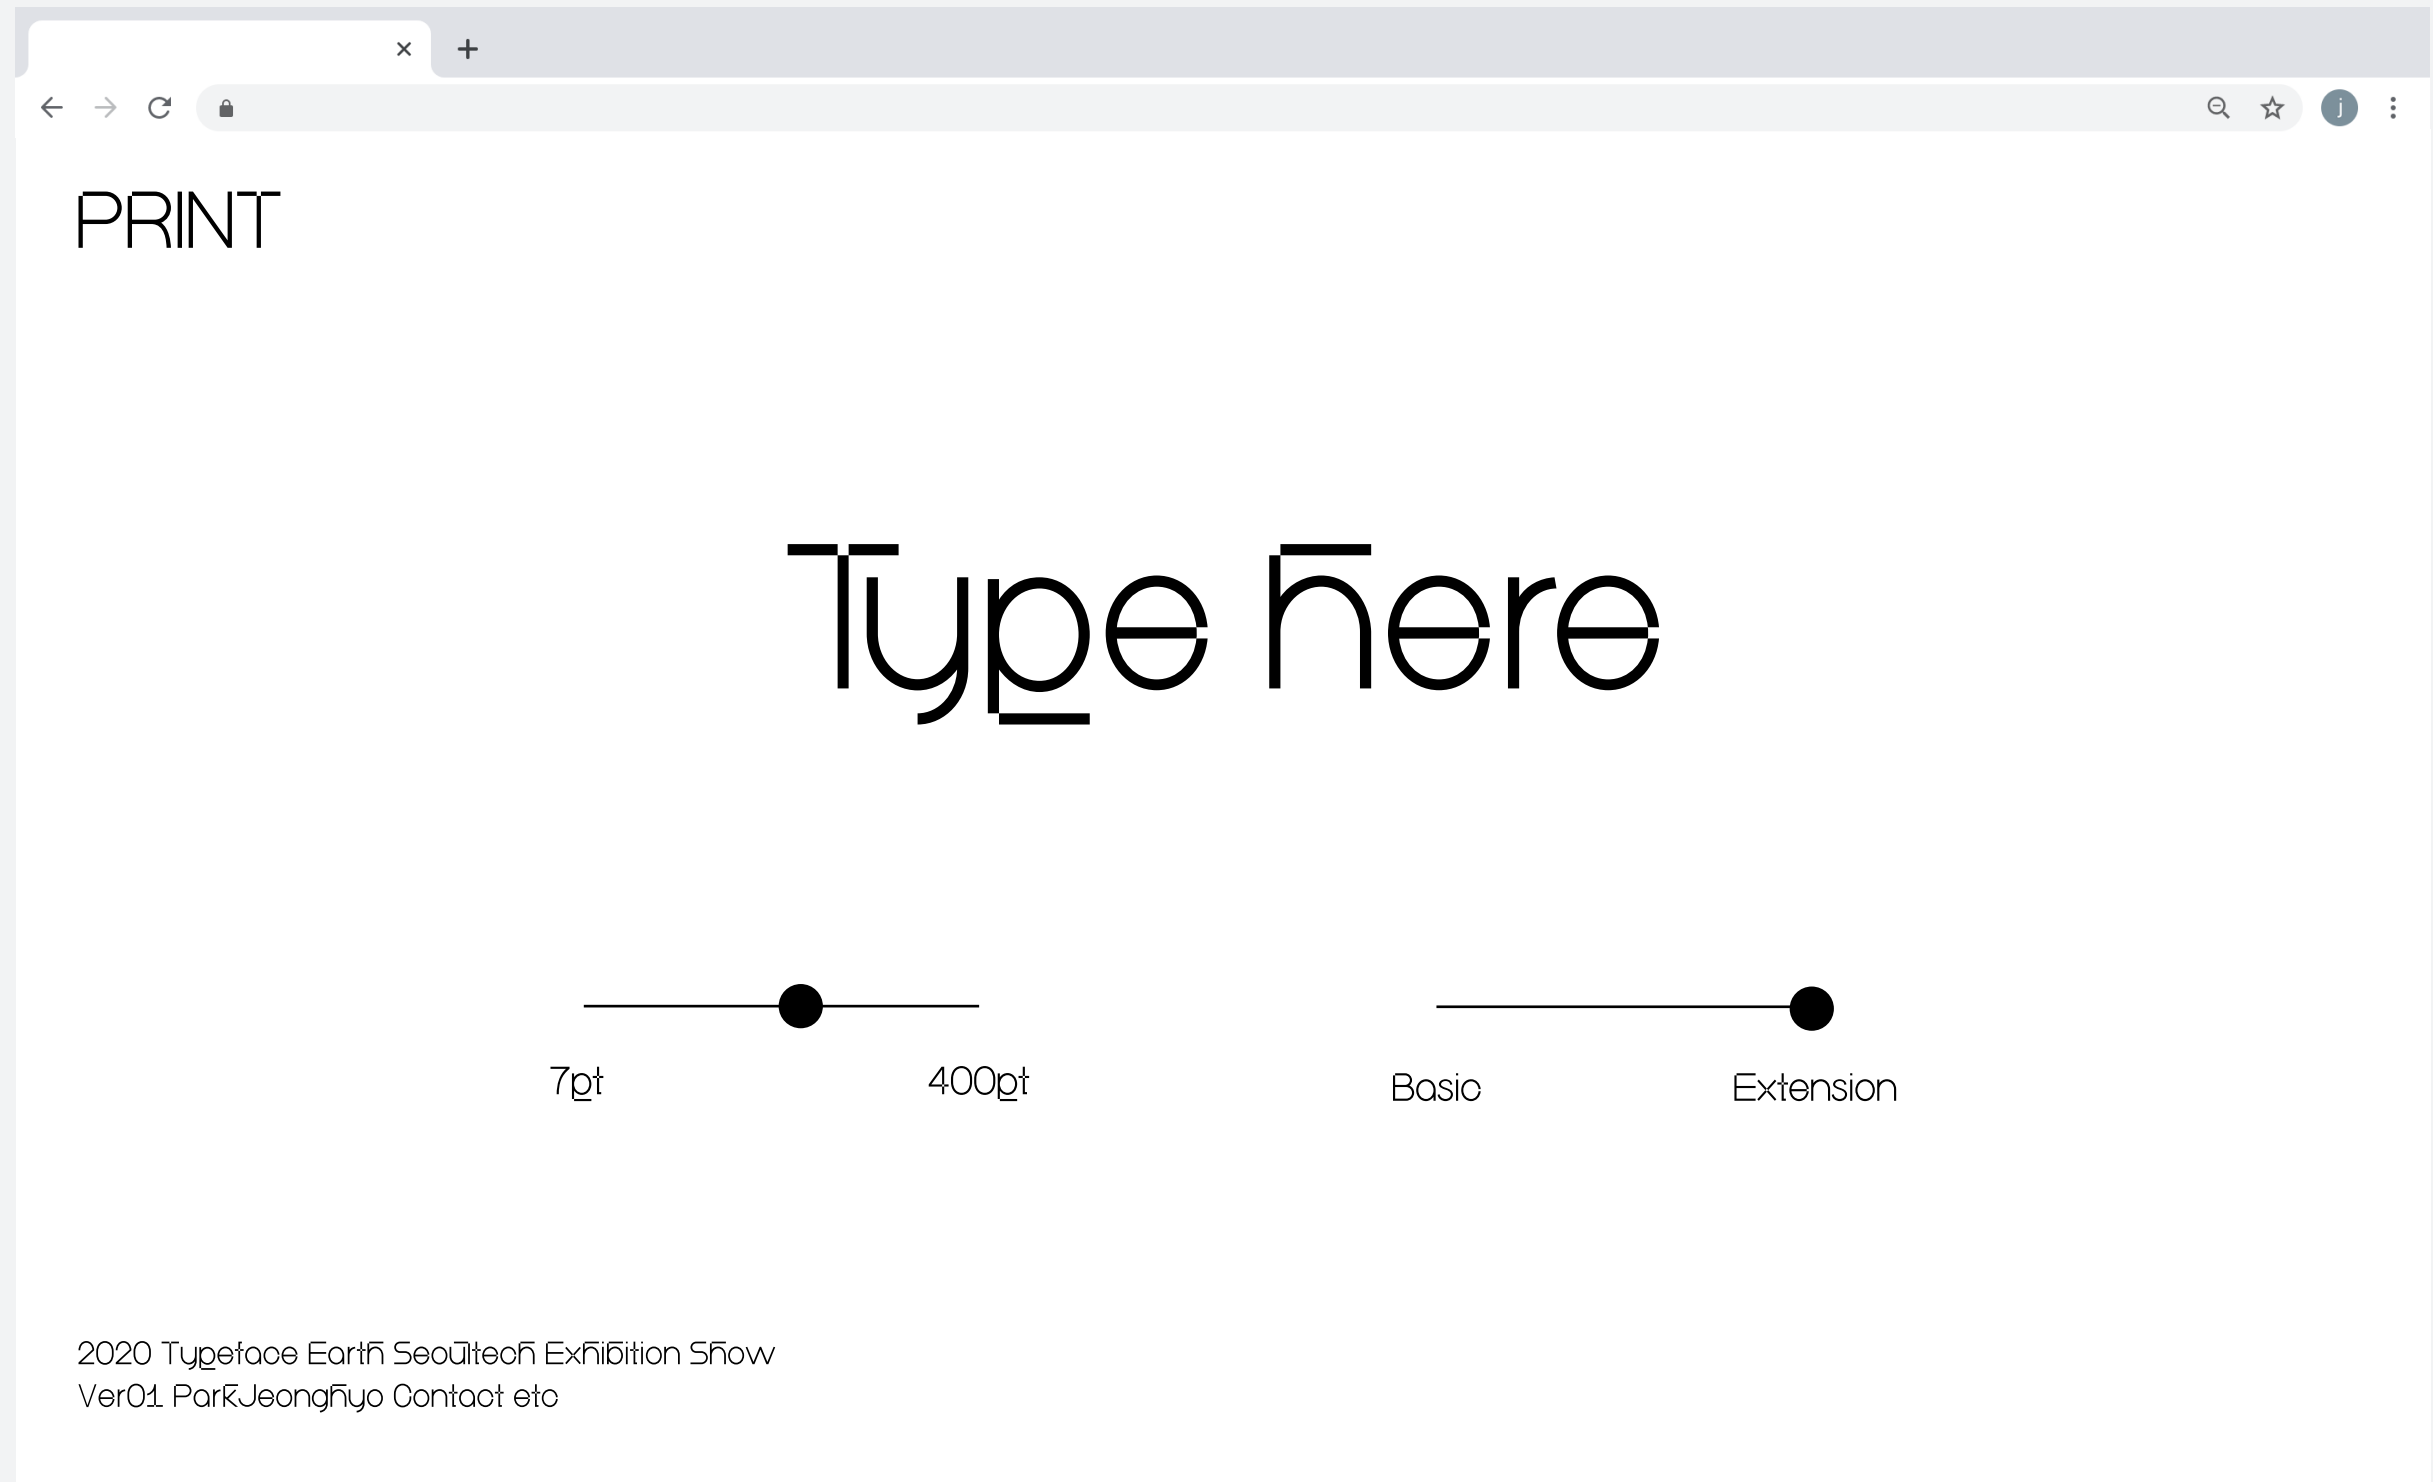 j
PRINT
Type here
7pt 400pt
Basic Extension
2020 Typeface Earth Seoultech Exhibition Show
Ver01 ParkJeonghyo Contact etc